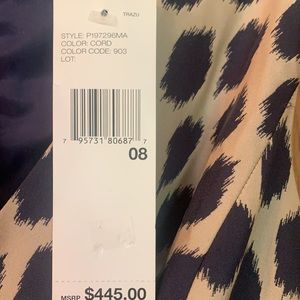 TRAZU
STYLE: P197296MA
COLOR: CORD
COLOR CODE: 903
LOT:
7 95731 80687 7
08
MSRP $445.00